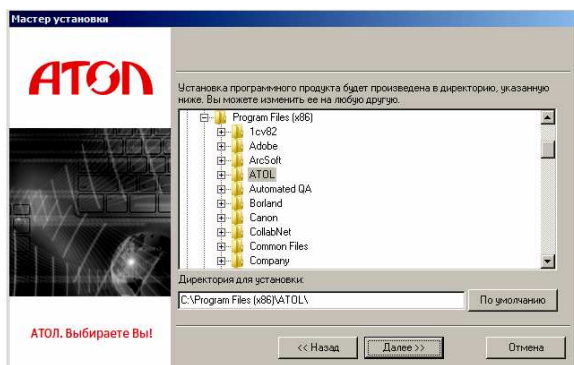 Мастер установки
АТОЛ
Установка программного продукта будет произведена в директорию, указанную
ниже. Вы можете изменить ее на любую другую.
Program Files (x86)
1cv82
Adobe
ArcSoft
ATOL
Automated QA
Borland
Canon
CollabNet
Common Files
Company
Директория для установки:
C:\Program Files (x86)\ATOL\
По умолчанию
АТОЛ. Выбираете Вы!
<< Назад
Далее >>
Отмена